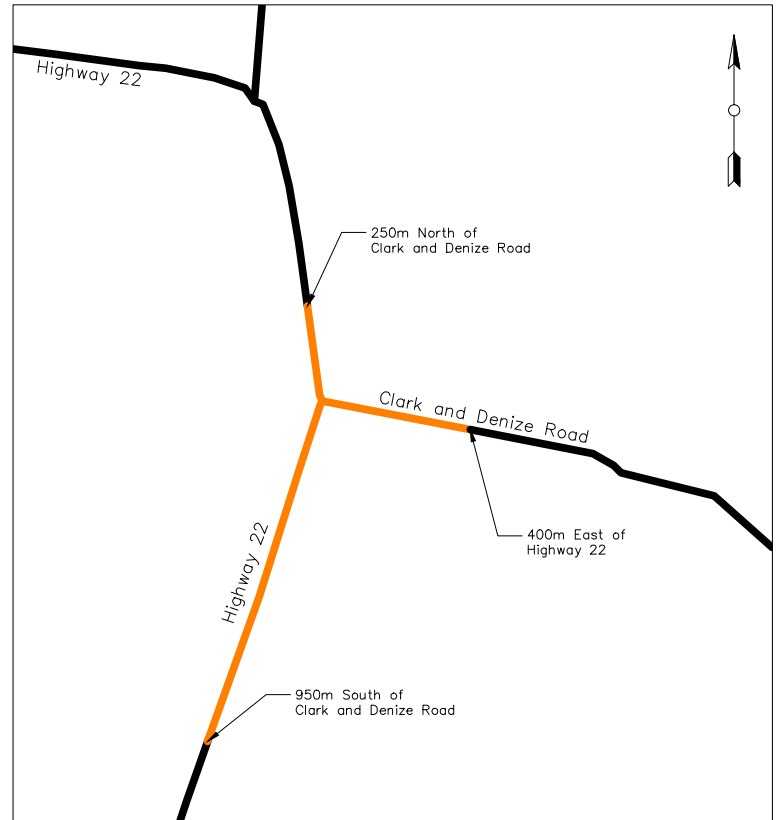 Highway 22
250m North of
Clark and Denize Road
Clark and Denize Road
400m East of
Highway 22
Highway 22
950m South of
Clark and Denize Road